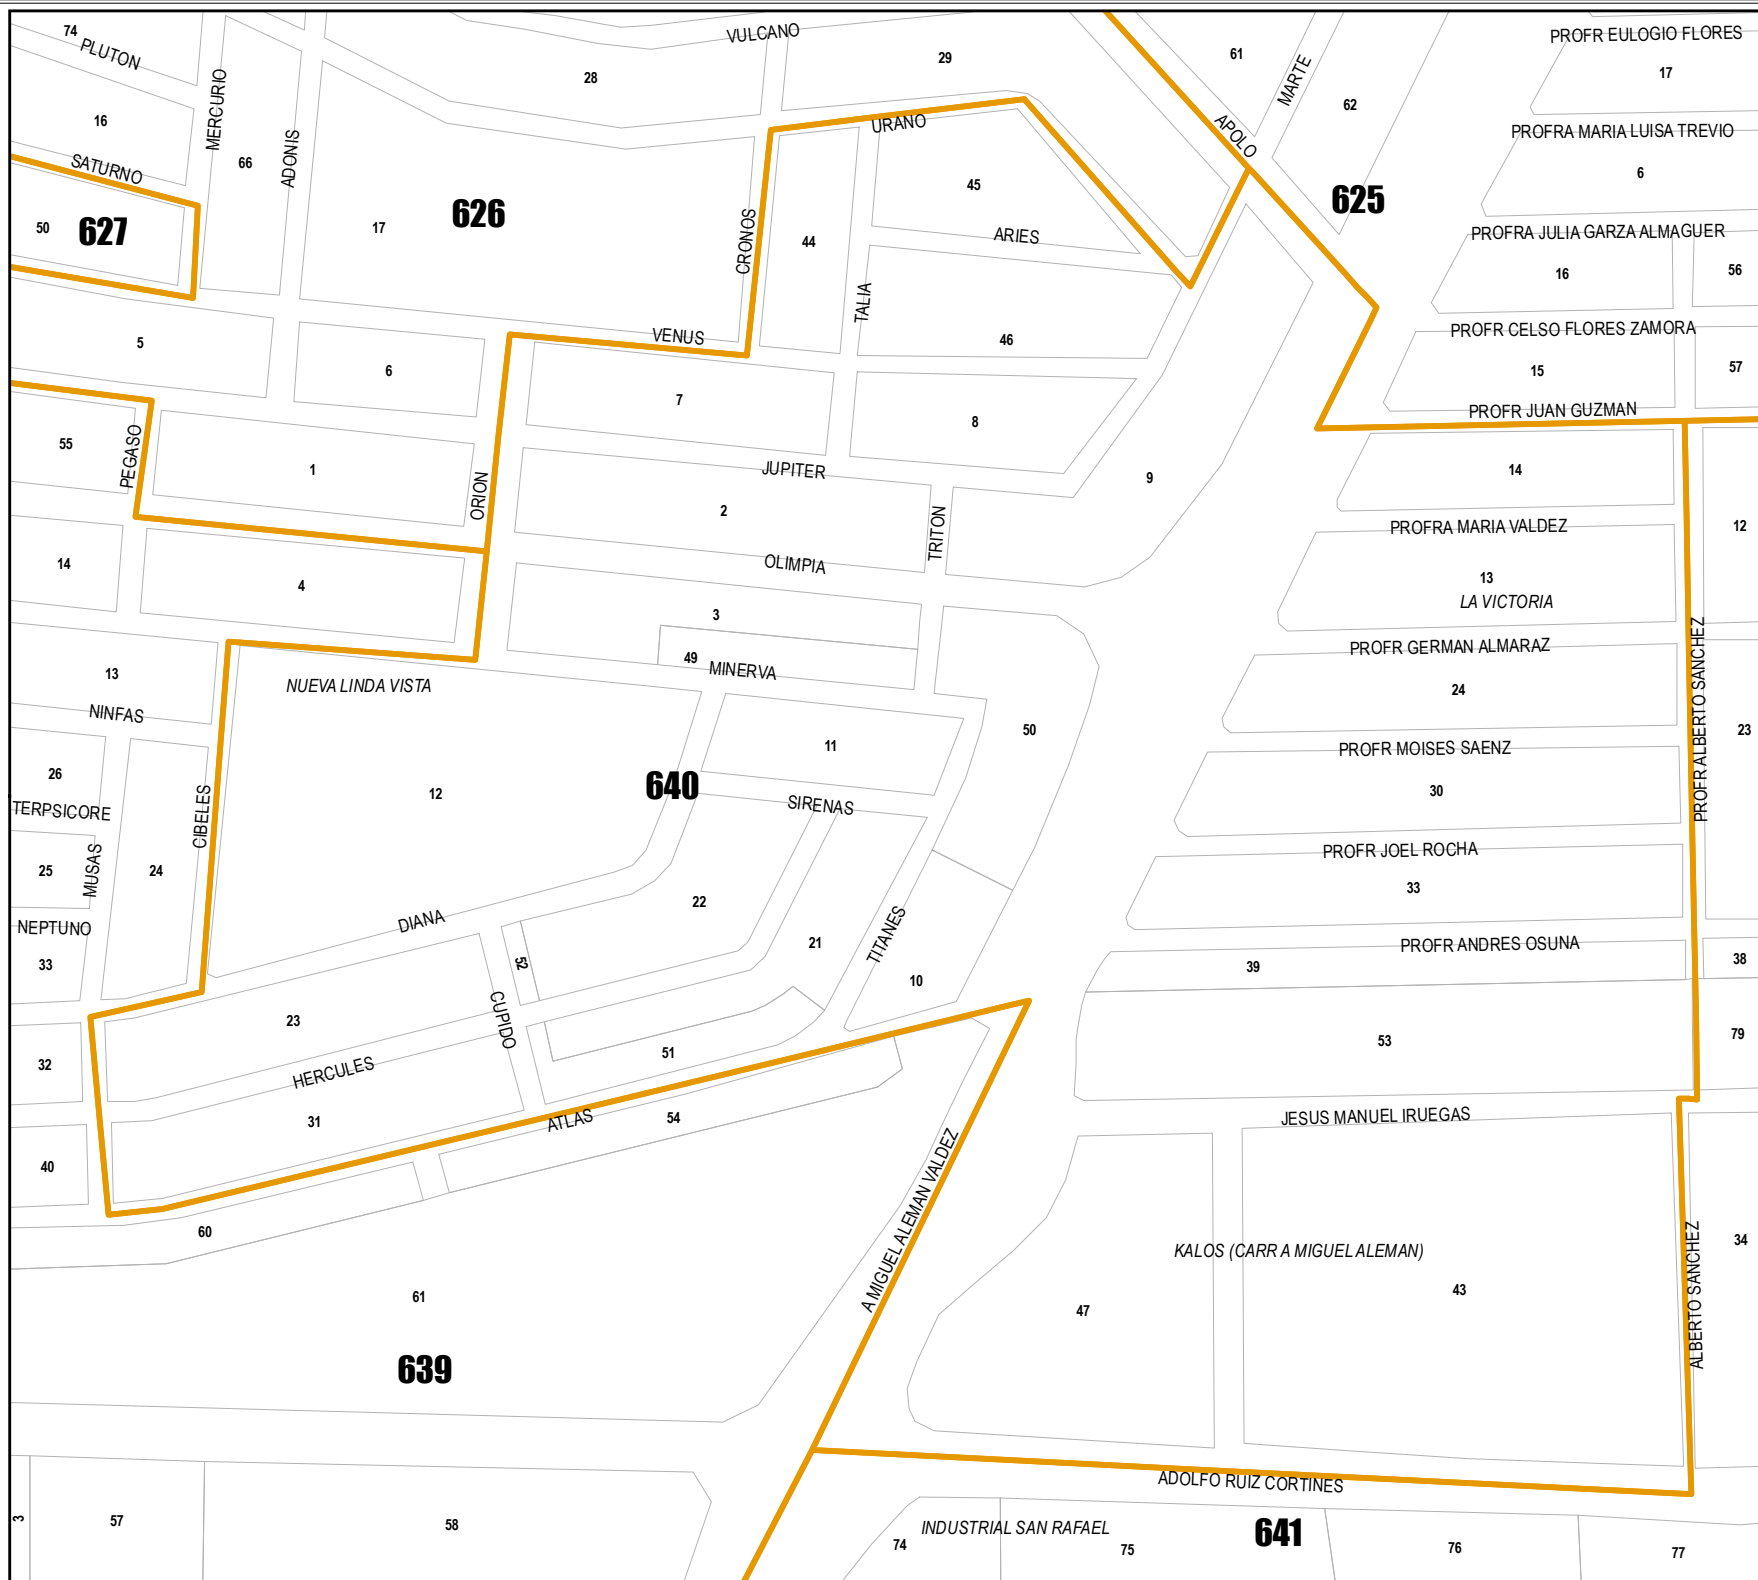 74
PLUTON
VULCANO
PROFR EULOGIO FLORES
61
29
28
MARTE
17
62
MERCURIO
16
URANO
APOLO
PROFRA MARIA LUISA TREVIO
ADONIS
66
SATURNO
6
45
625
626
17
50
627
CRONOS
44
ARIES
PROFRA JULIA GARZA ALMAGUER
16
56
TALIA
VENUS
46
PROFR CELSO FLORES ZAMORA
5
6
15
57
7
8
PROFR JUAN GUZMAN
55
PEGASO
1
ORION
JUPITER
9
14
2
TRITON
PROFRA MARIA VALDEZ
12
14
4
OLIMPIA
13
LA VICTORIA
3
49
MINERVA
PROFR GERMAN ALMARAZ
13
NUEVA LINDA VISTA
24
PROFR ALBERTO SANCHEZ
NINFAS
50
23
11
PROFR MOISES SAENZ
26
12
640
SIRENAS
30
TERPSICORE
CIBELES
PROFR JOEL ROCHA
25
MUSAS
24
33
22
DIANA
NEPTUNO
TITANES
21
PROFR ANDRES OSUNA
33
52
10
39
38
23
CUPIDO
51
53
79
32
HERCULES
31
ATLAS
54
JESUS MANUEL IRUEGAS
40
60
A MIGUEL ALEMAN VALDEZ
KALOS (CARR A MIGUEL ALEMAN)
34
61
47
43
ALBERTO SANCHEZ
639
ADOLFO RUIZ CORTINES
3
57
58
INDUSTRIAL SAN RAFAEL
641
74
75
76
77